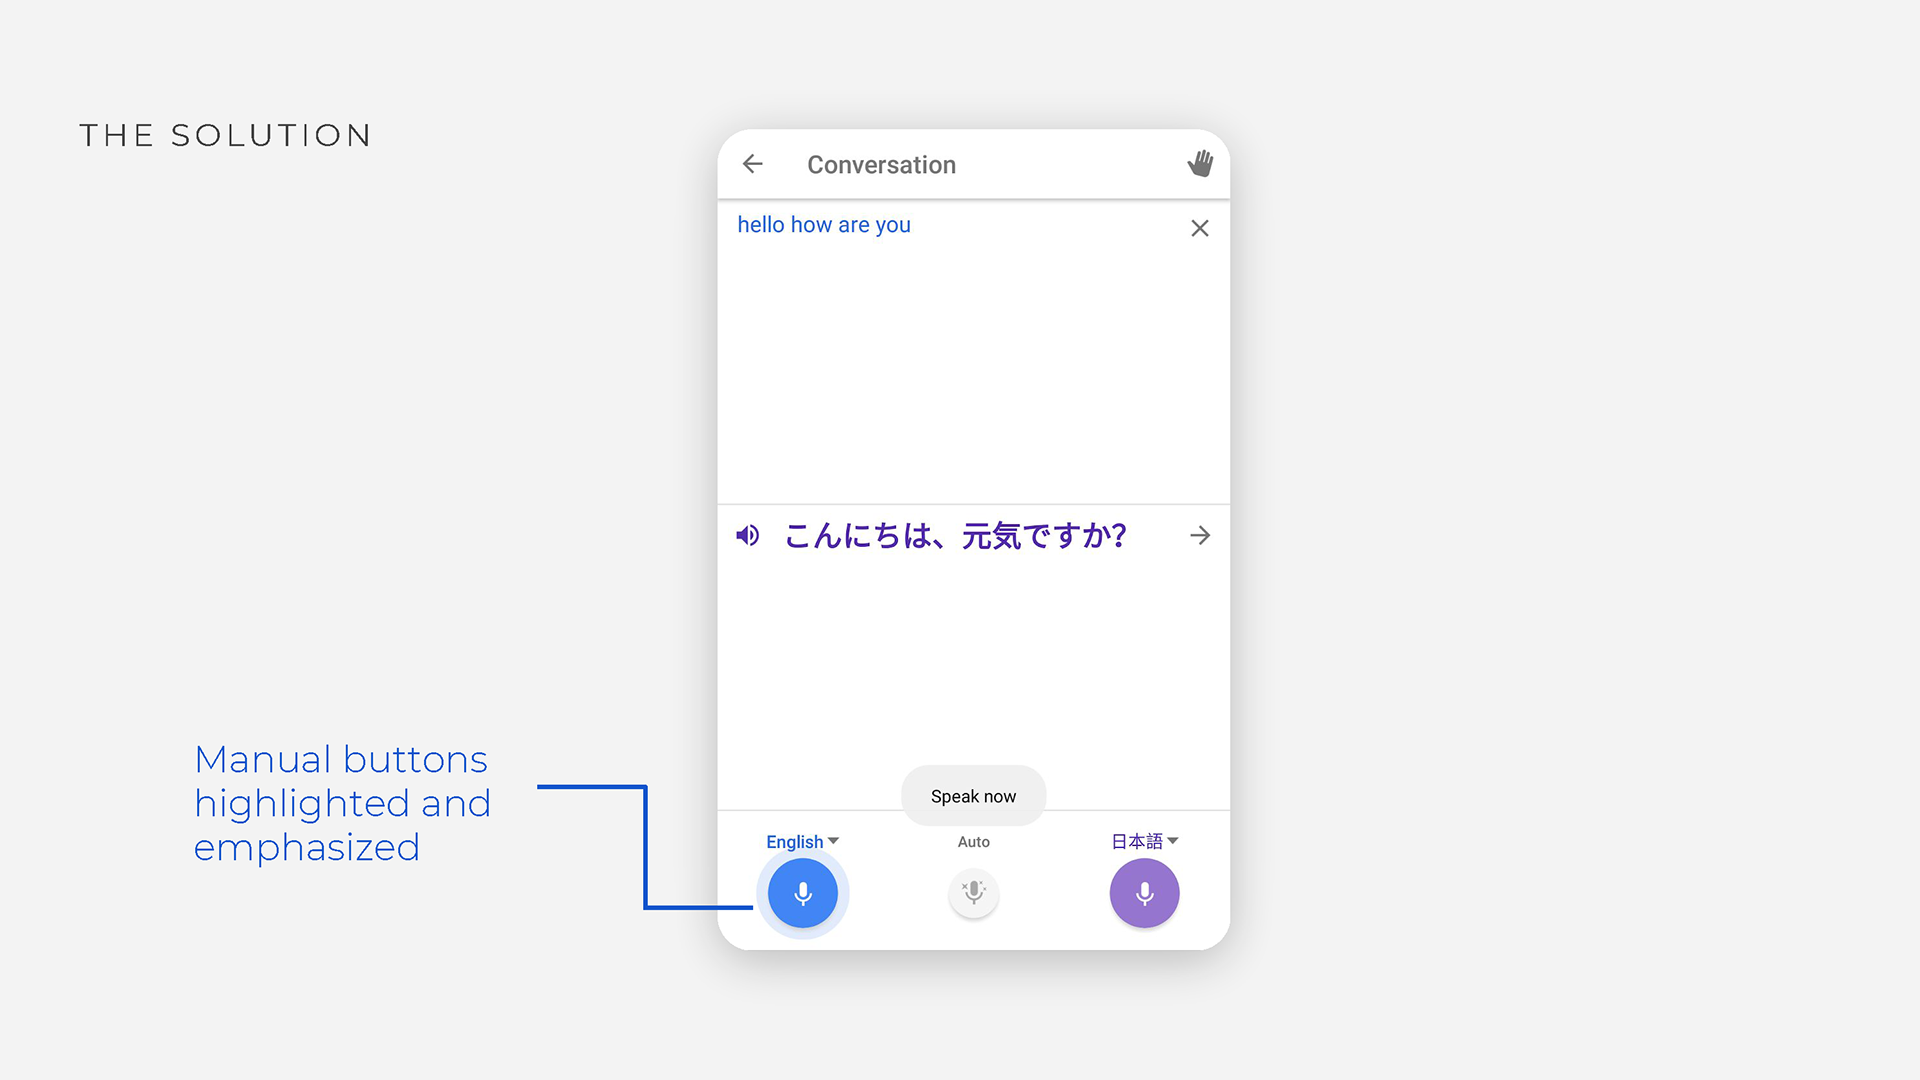 THE SOLUTION
Conversation
hello how are you
こんにちは、元気ですか?
Manual buttons
highlighted and
emphasized
Speak now
English
Auto
日本語